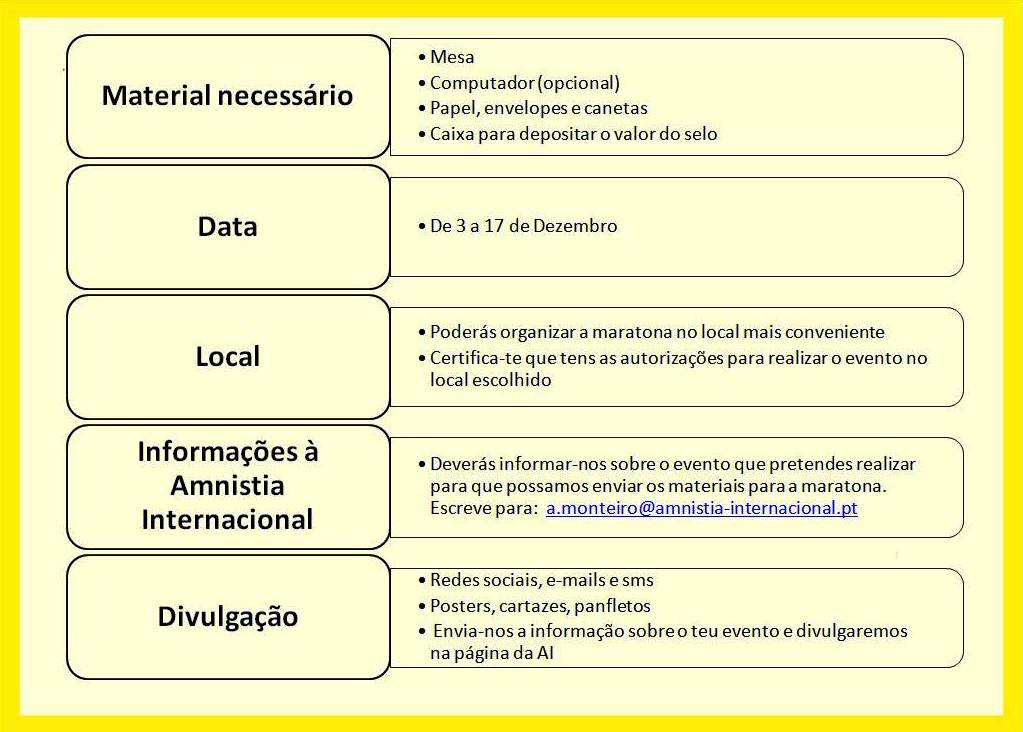 Material necessário
• Mesa
• Computador (opcional)
• Papel, envelopes e canetas
• Caixa para depositar o valor do selo
Data
• De 3 a 17 de Dezembro
Local
• Poderás organizar a maratona no local mais conveniente
• Certifica-te que tens as autorizações para realizar o evento no
local escolhido
Informações à
Amnistia
Internacional
• Deverás informar-nos sobre o evento que pretendes realizar
para que possamos enviar os materiais para a maratona.
Escreve para: a.monteiro@amnistia-internacional.pt
Divulgação
• Redes sociais, e-mails e sms
• Posters, cartazes, panfletos
• Envia-nos a informação sobre o teu evento e divulgaremos
na página da AI